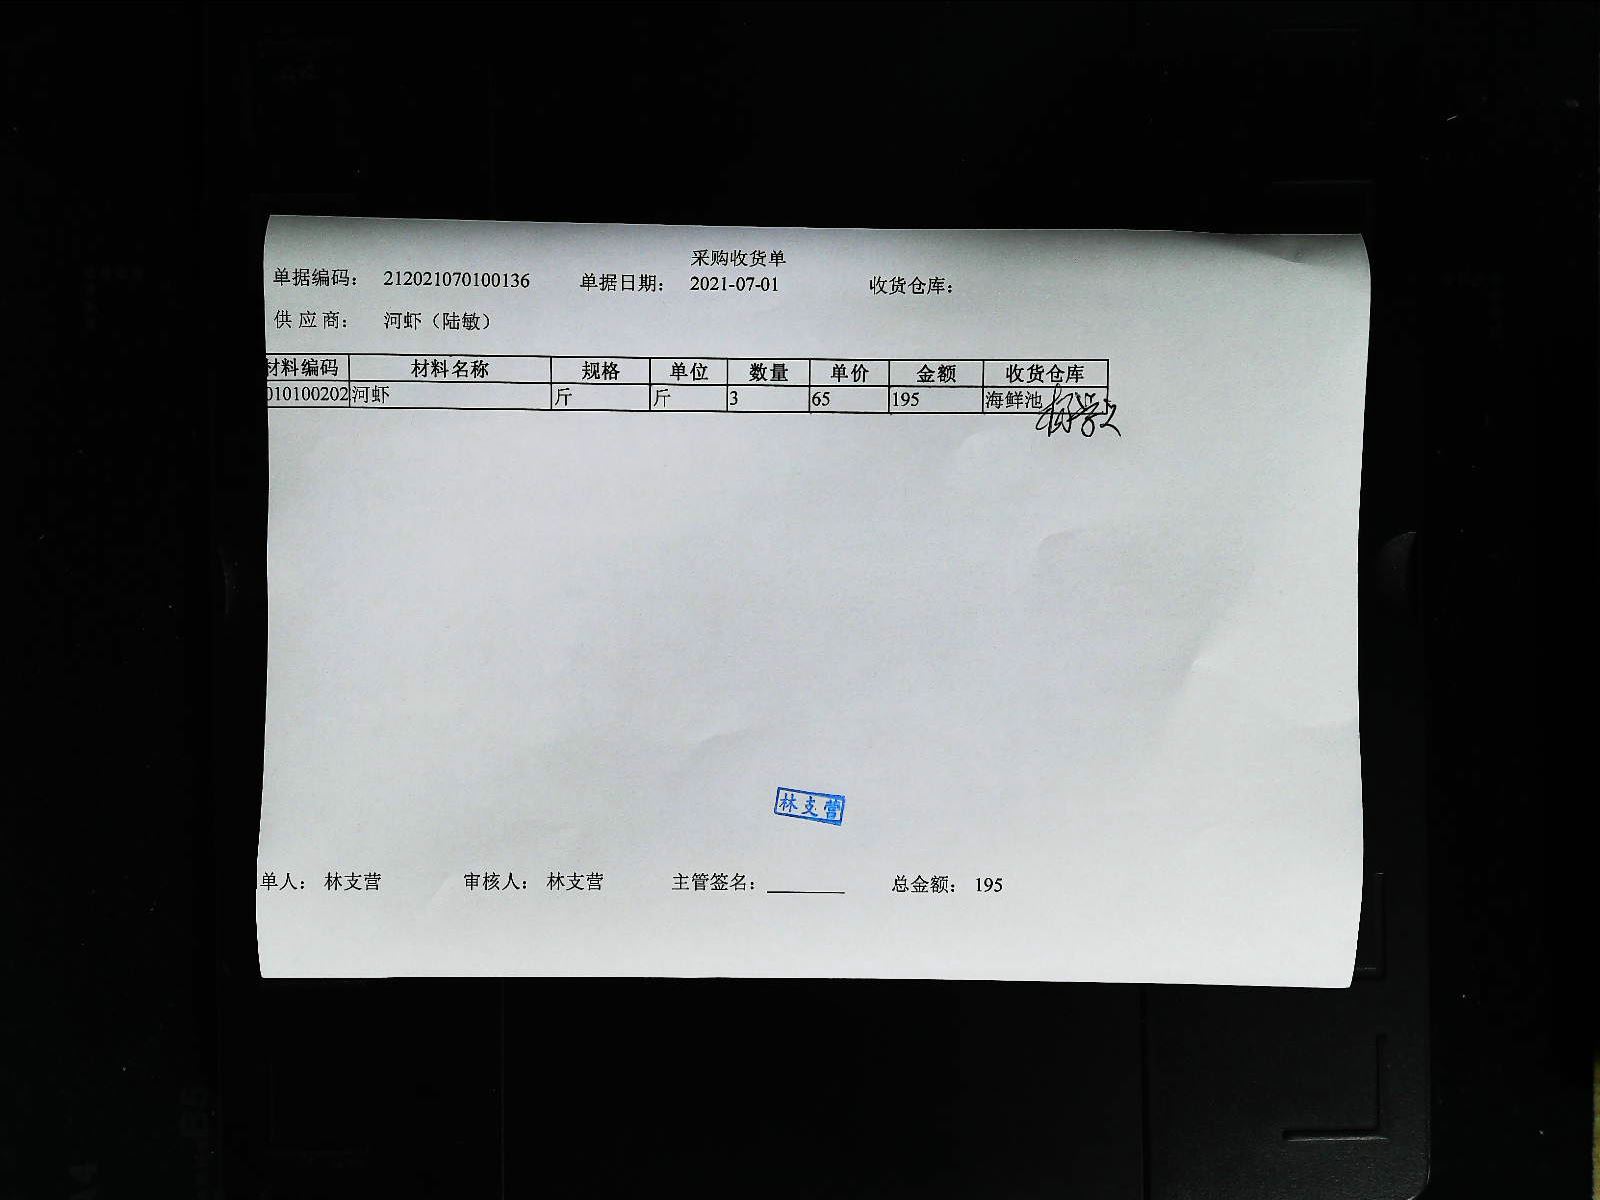 采购收货单
单据编码： 212021070100136 单据日期： 2021-07-01 收货仓库：
供 应 商： 河虾（陆敏）
材料编码 材料名称 规格 单位 数量 单价 金额 收货仓库
010100202 河虾 斤 斤 3 65 195 海鲜池
林支营
单人： 林支营 审核人： 林支营 主管签名： 总金额： 195